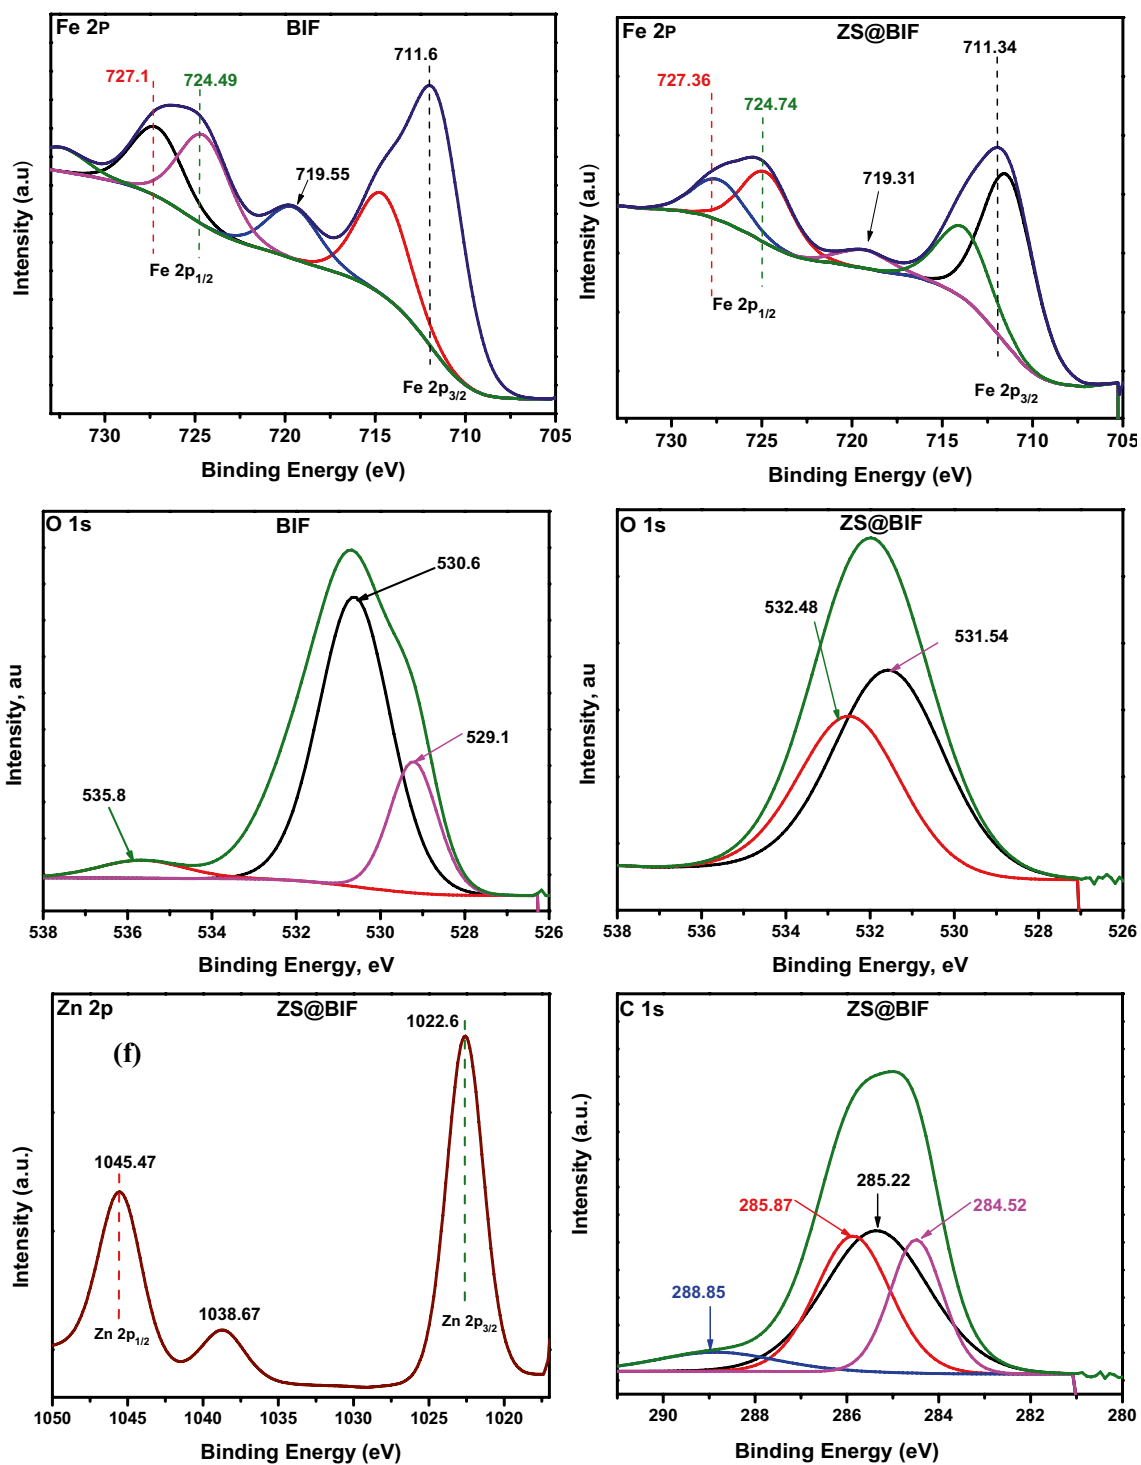 Fe 2P
BIF
711.6
727.1
724.49
719.55
Fe 2p1/2
Fe 2p3/2
Intensity (a.u)
730 725 720 715 710 705
Binding Energy (eV)
Fe 2P
ZS@BIF
711.34
727.36
724.74
719.31
Fe 2p1/2
Fe 2p3/2
Intensity (a.u)
730 725 720 715 710 705
Binding Energy (eV)
O 1s
BIF
530.6
529.1
535.8
Intensity, au
538 536 534 532 530 528 526
Binding Energy, eV
O 1s
ZS@BIF
532.48
531.54
Intensity, au
538 536 534 532 530 528 526
Binding Energy, eV
Zn 2p
ZS@BIF
1022.6
(f)
1045.47
1038.67
Zn 2p1/2
Zn 2p3/2
Intensity (a.u.)
1050 1045 1040 1035 1030 1025 1020
Binding Energy (eV)
C 1s
ZS@BIF
285.87
285.22
284.52
288.85
Intensity (a.u.)
290 288 286 284 282 280
Binding Energy (eV)